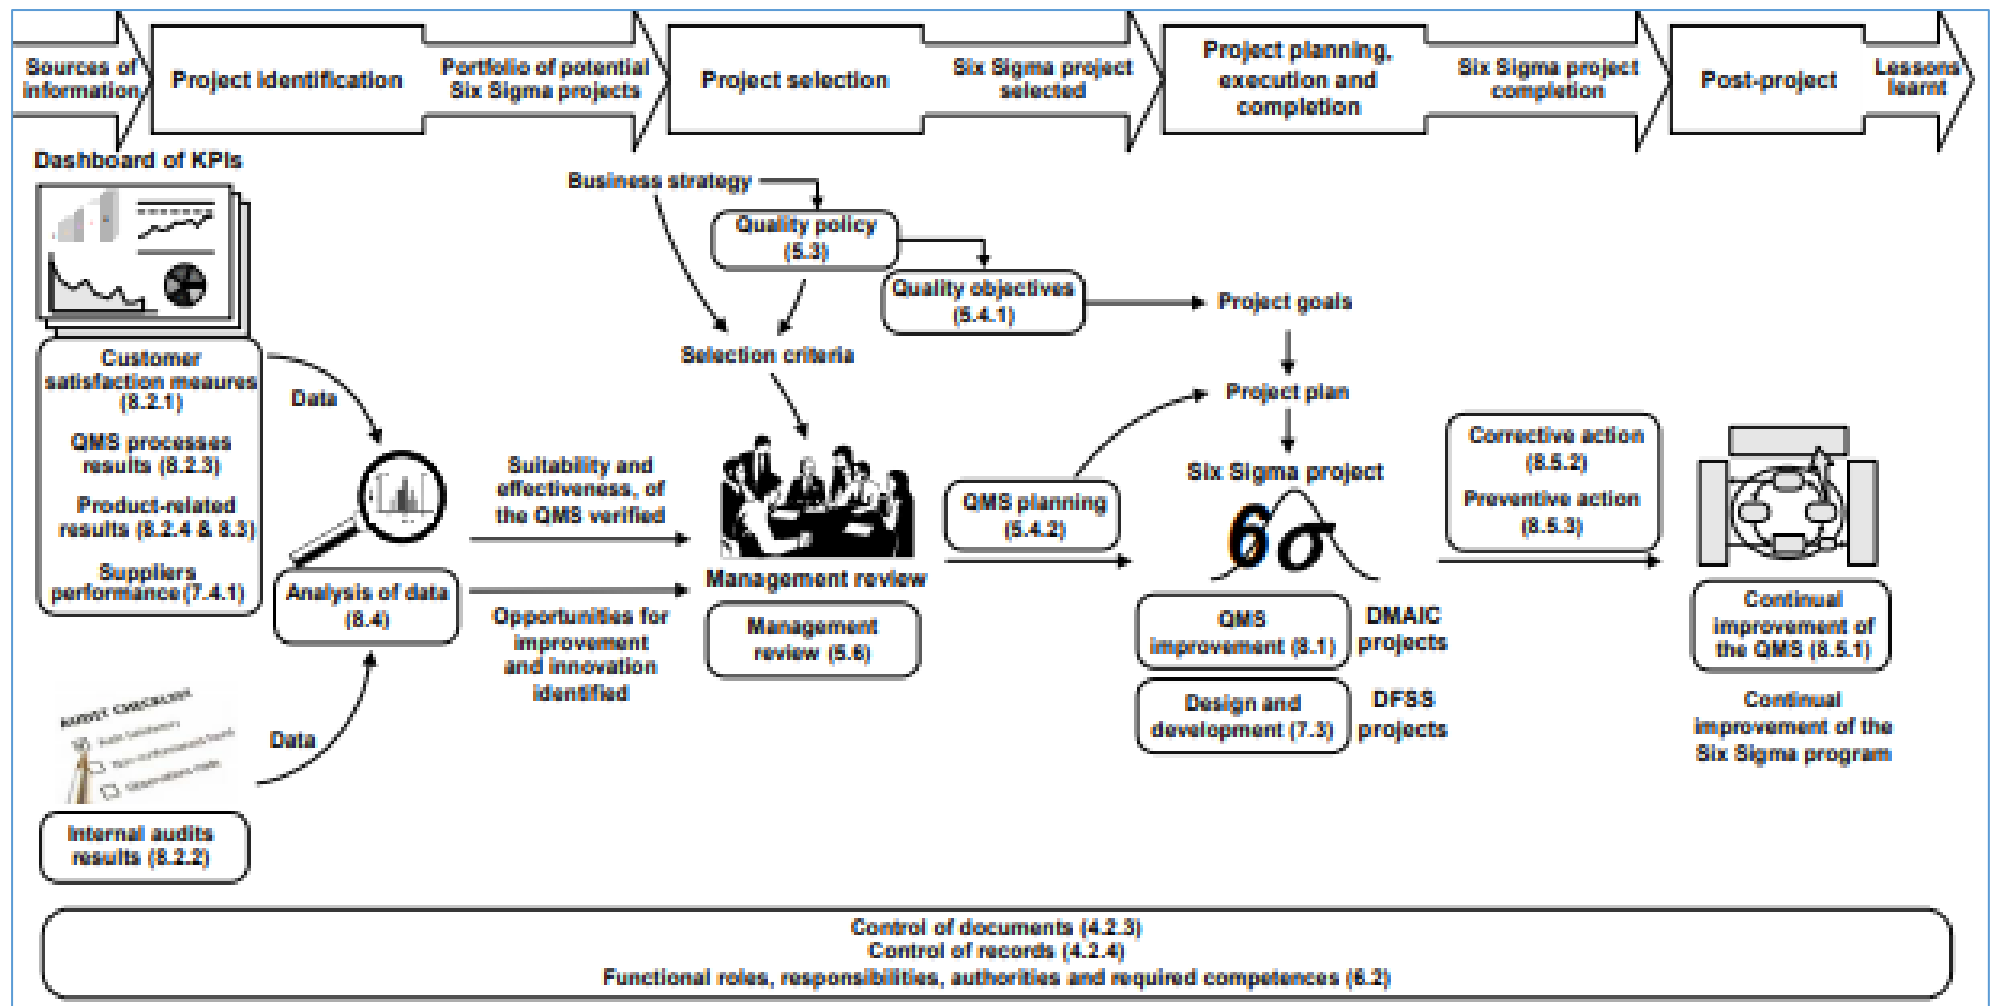 Sources of
information
Project identification
Portfolio of potential
Six Sigma projects
Project selection
Six Sigma project
selected
Project planning,
execution and
completion
Six Sigma project
completion
Post-project
Lessons
learnt
Dashboard of KPIs
Business strategy
Quality policy
(5.3)
Quality objectives
(5.4.1)
Project goals
Selection criteria
Project plan
Customer
satisfaction meaures
(8.2.1)
QMS processes
results (8.2.3)
Product-related
results (8.2.4 & 8.3)
Suppliers
performance (7.4.1)
Data
Analysis of data
(8.4)
Suitability and
effectiveness, of
the QMS verified
Opportunities for
improvement
and innovation
identified
Management review
Management
review (5.6)
QMS planning
(5.4.2)
Six Sigma project
6σ
QMS
improvement (8.1)
DMAIC
projects
Design and
development (7.3)
DFSS
projects
Corrective action
(8.5.2)
Preventive action
(8.5.3)
Continual
improvement of
the QMS (8.5.1)
Continual
improvement of the
Six Sigma program
AUDIT CHECKLIST
Data
Internal audits
results (8.2.2)
Control of documents (4.2.3)
Control of records (4.2.4)
Functional roles, responsibilities, authorities and required competences (6.2)